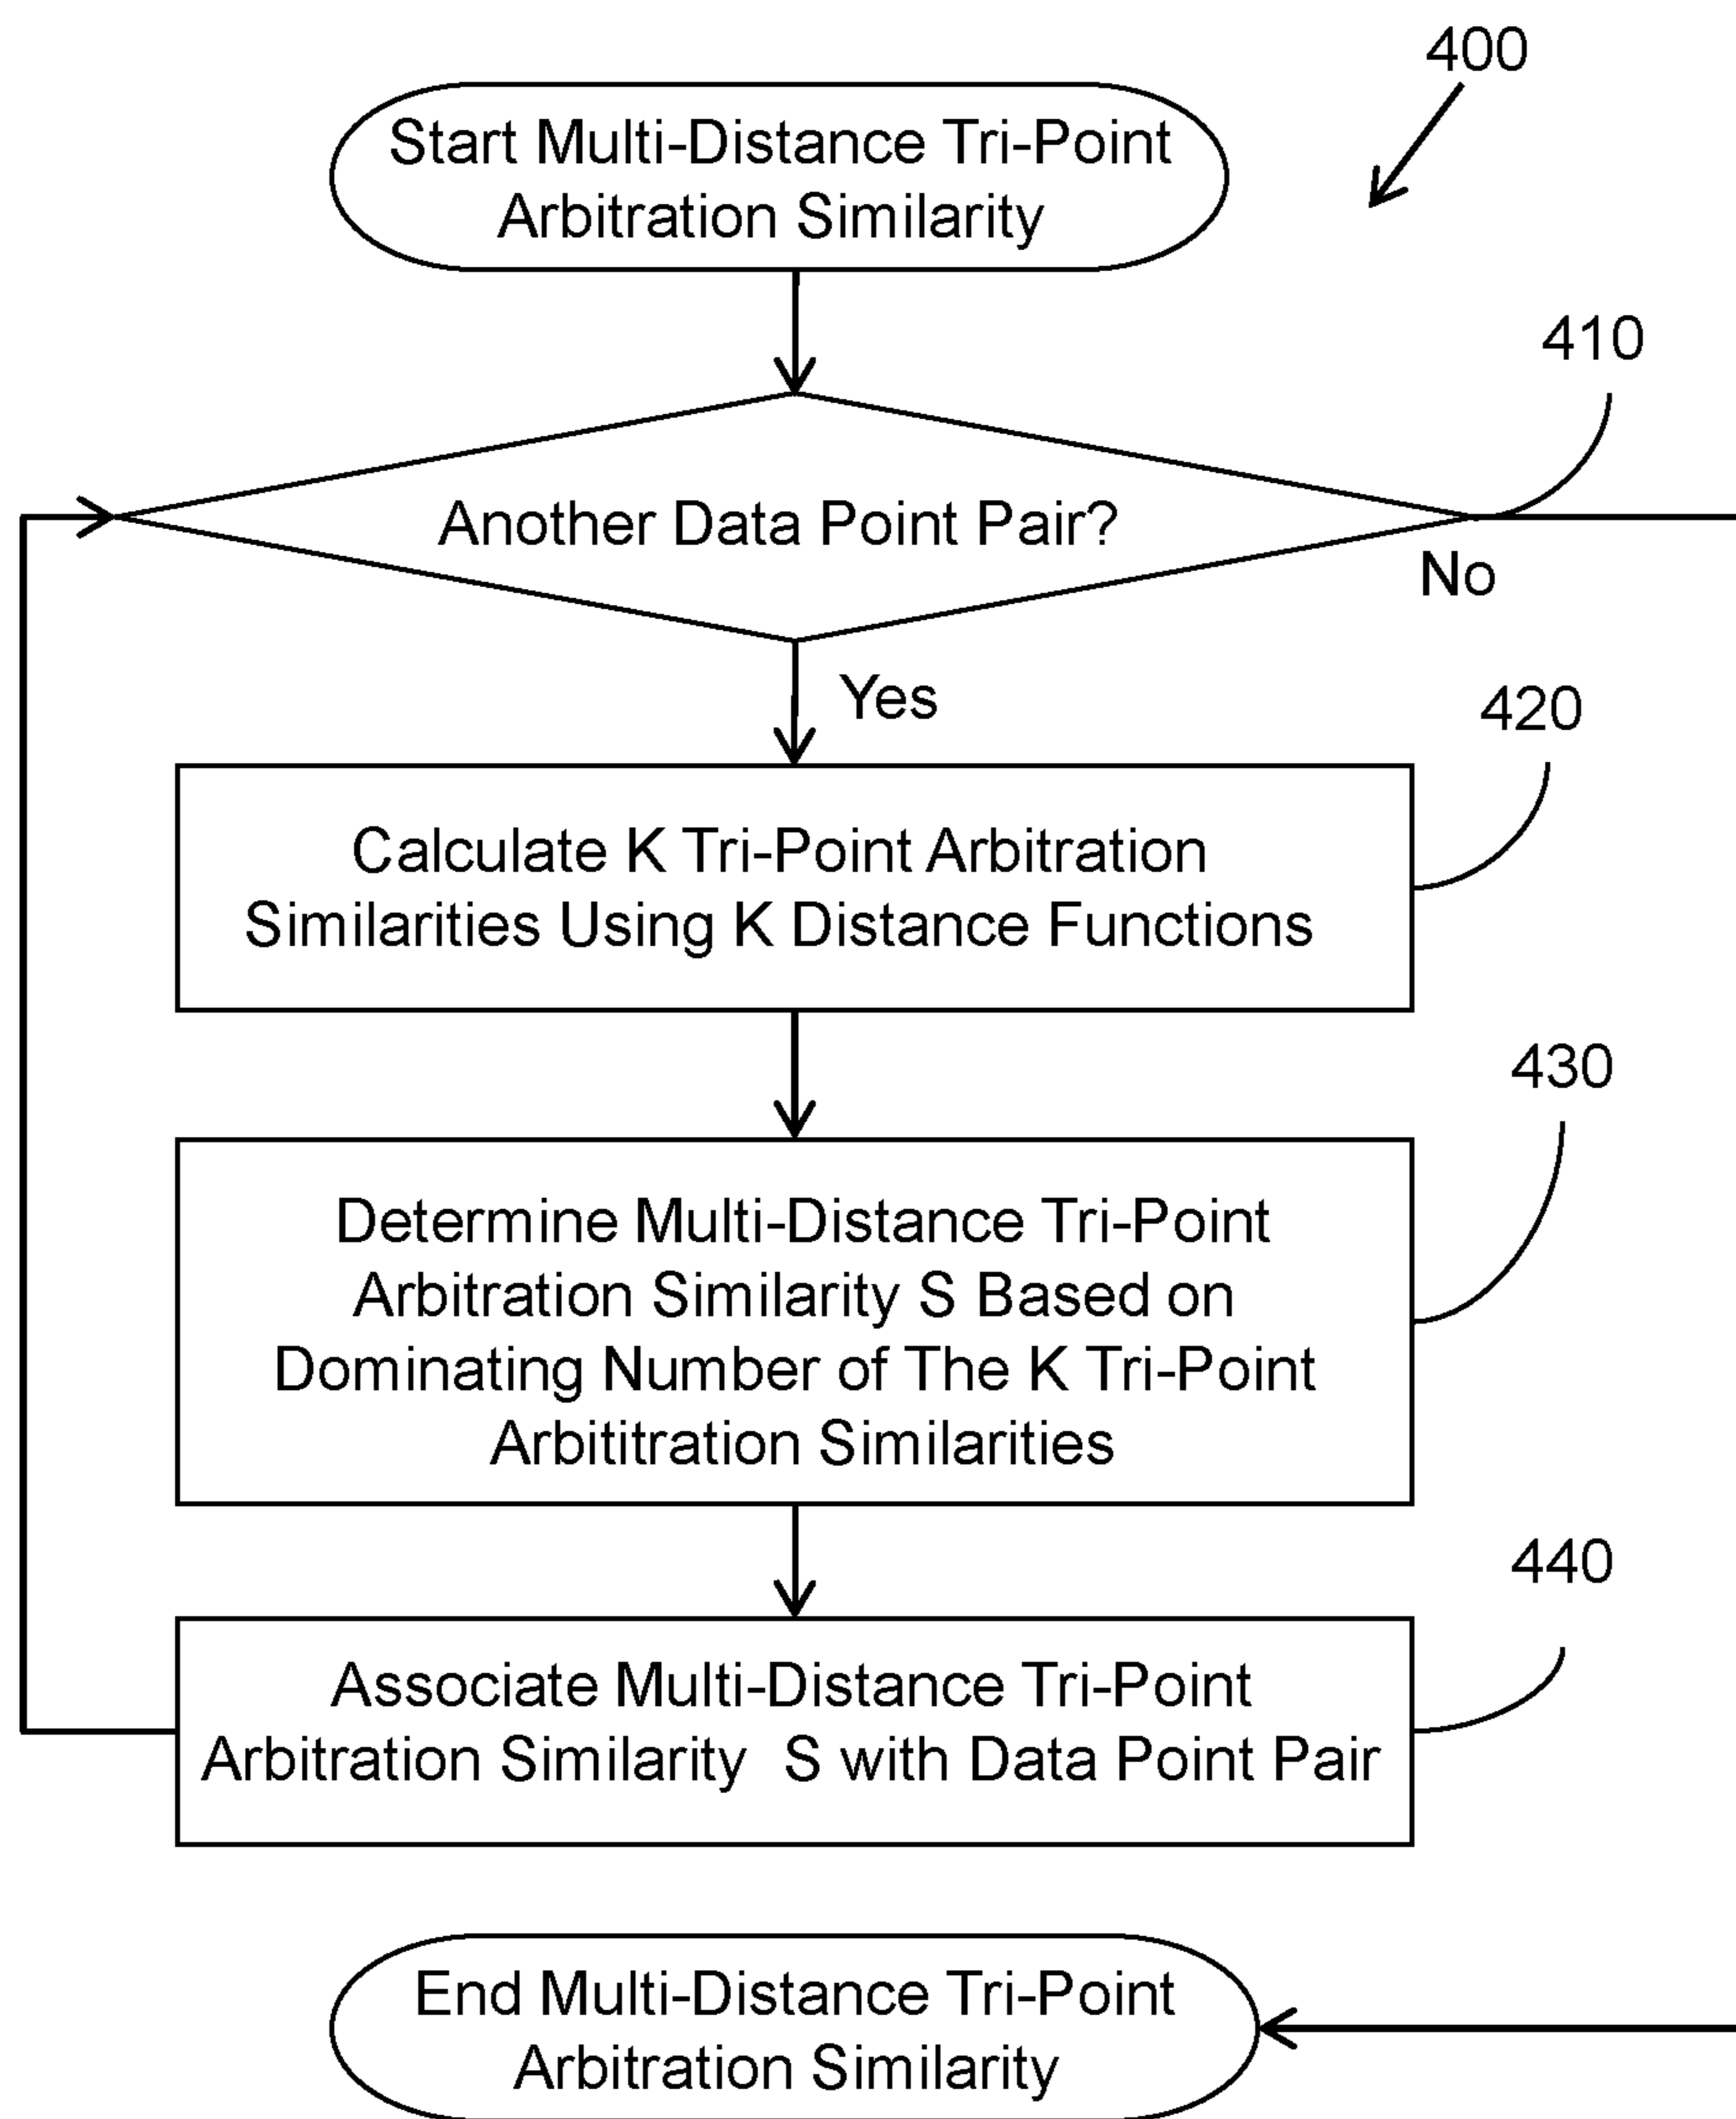 400
Start Multi-Distance Tri-Point
Arbitration Similarity
410
Another Data Point Pair?
No
Yes
420
Calculate K Tri-Point Arbitration
Similarities Using K Distance Functions
430
Determine Multi-Distance Tri-Point
Arbitration Similarity S Based on
Dominating Number of The K Tri-Point
Arbititration Similarities
440
Associate Multi-Distance Tri-Point
Arbitration Similarity S with Data Point Pair
End Multi-Distance Tri-Point
Arbitration Similarity